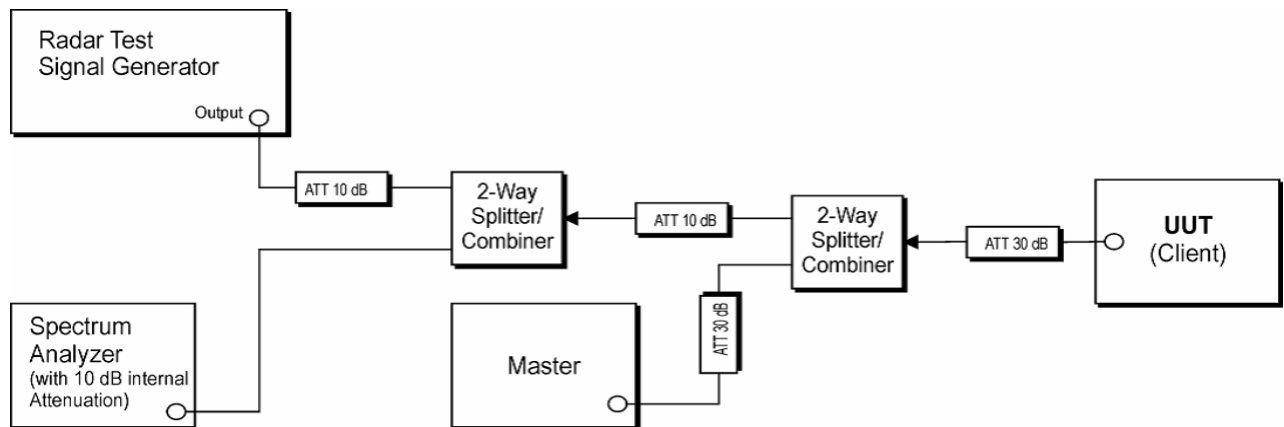 Radar Test
Signal Generator
Output
ATT 10 dB
2-Way
Splitter/
Combiner
ATT 10 dB
2-Way
Splitter/
Combiner
ATT 30 dB
UUT
(Client)
Spectrum
Analyzer
(with 10 dB internal
Attenuation)
Master
ATT 30 dB